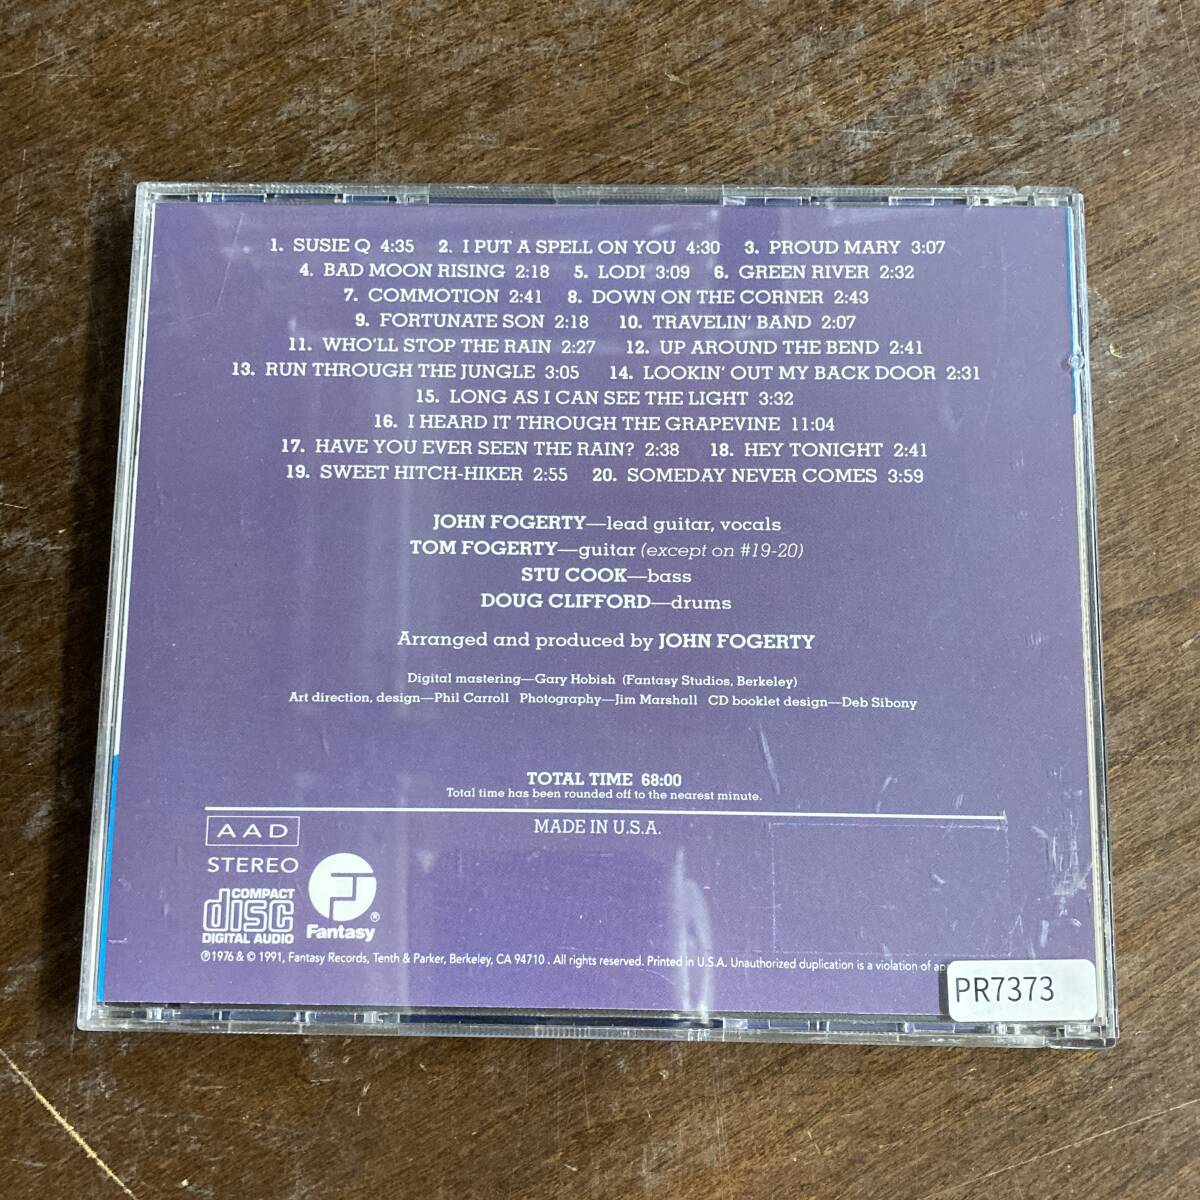 1. SUSIE Q 4:35 2. I PUT A SPELL ON YOU 4:30 3. PROUD MARY 3:07
4. BAD MOON RISING 2:18 5. LODI 3:09 6. GREEN RIVER 2:32
7. COMMOTION 2:41 8. DOWN ON THE CORNER 2:43
9. FORTUNATE SON 2:18 10. TRAVELIN' BAND 2:07
11. WHO'LL STOP THE RAIN 2:27 12. UP AROUND THE BEND 2:41
13. RUN THROUGH THE JUNGLE 3:05 14. LOOKIN' OUT MY BACK DOOR 2:31
15. LONG AS I CAN SEE THE LIGHT 3:32
16. I HEARD IT THROUGH THE GRAPEVINE 11:04
17. HAVE YOU EVER SEEN THE RAIN? 2:38 18. HEY TONIGHT 2:41
19. SWEET HITCH-HIKER 2:55 20. SOMEDAY NEVER COMES 3:59
JOHN FOGERTY—lead guitar, vocals
TOM FOGERTY—guitar (except on #19-20)
STU COOK—bass
DOUG CLIFFORD—drums
Arranged and produced by JOHN FOGERTY
Digital mastering—Gary Hobish (Fantasy Studios, Berkeley)
Art direction, design—Phil Carroll Photography—Jim Marshall CD booklet design—Deb Sibony
TOTAL TIME 68:00
Total time has been rounded off to the nearest minute.
MADE IN U.S.A.
AAD
STEREO
COMPACT
disc
DIGITAL AUDIO
Fantasy®
℗1976 & © 1991, Fantasy Records, Tenth & Parker, Berkeley, CA 94710. All rights reserved. Printed in U.S.A. Unauthorized duplication is a violation of
PR7373